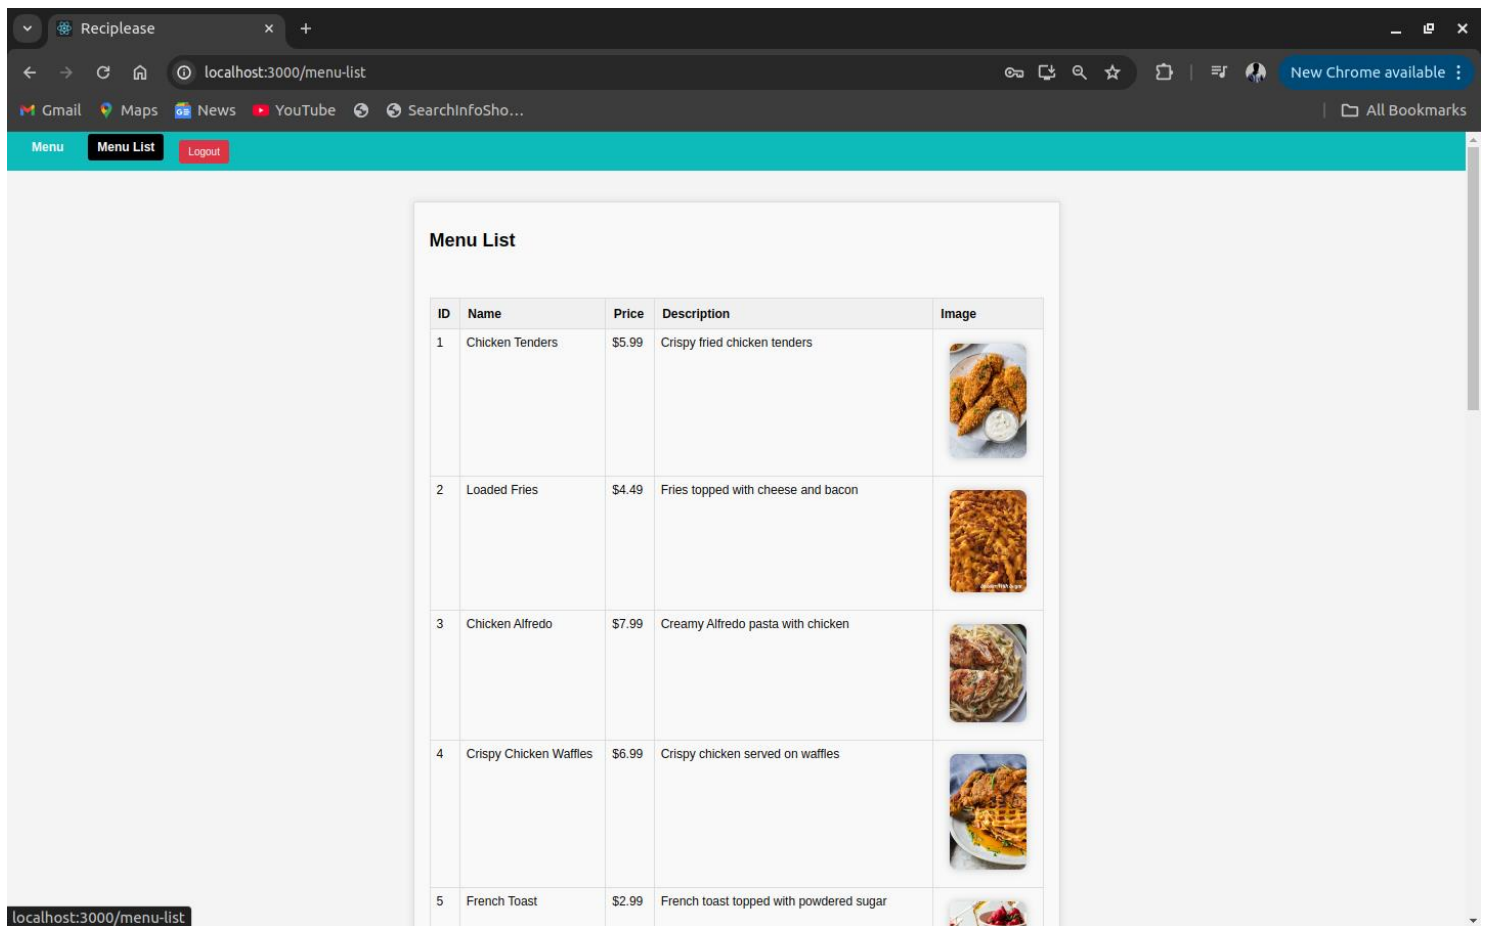 Reciplease
localhost:3000/menu-list
New Chrome available
Gmail Maps News YouTube SearchInfoSho... All Bookmarks
Menu Menu List Logout
Menu List
ID Name Price Description Image
1 Chicken Tenders $5.99 Crispy fried chicken tenders
2 Loaded Fries $4.49 Fries topped with cheese and bacon
3 Chicken Alfredo $7.99 Creamy Alfredo pasta with chicken
4 Crispy Chicken Waffles $6.99 Crispy chicken served on waffles
5 French Toast $2.99 French toast topped with powdered sugar
localhost:3000/menu-list